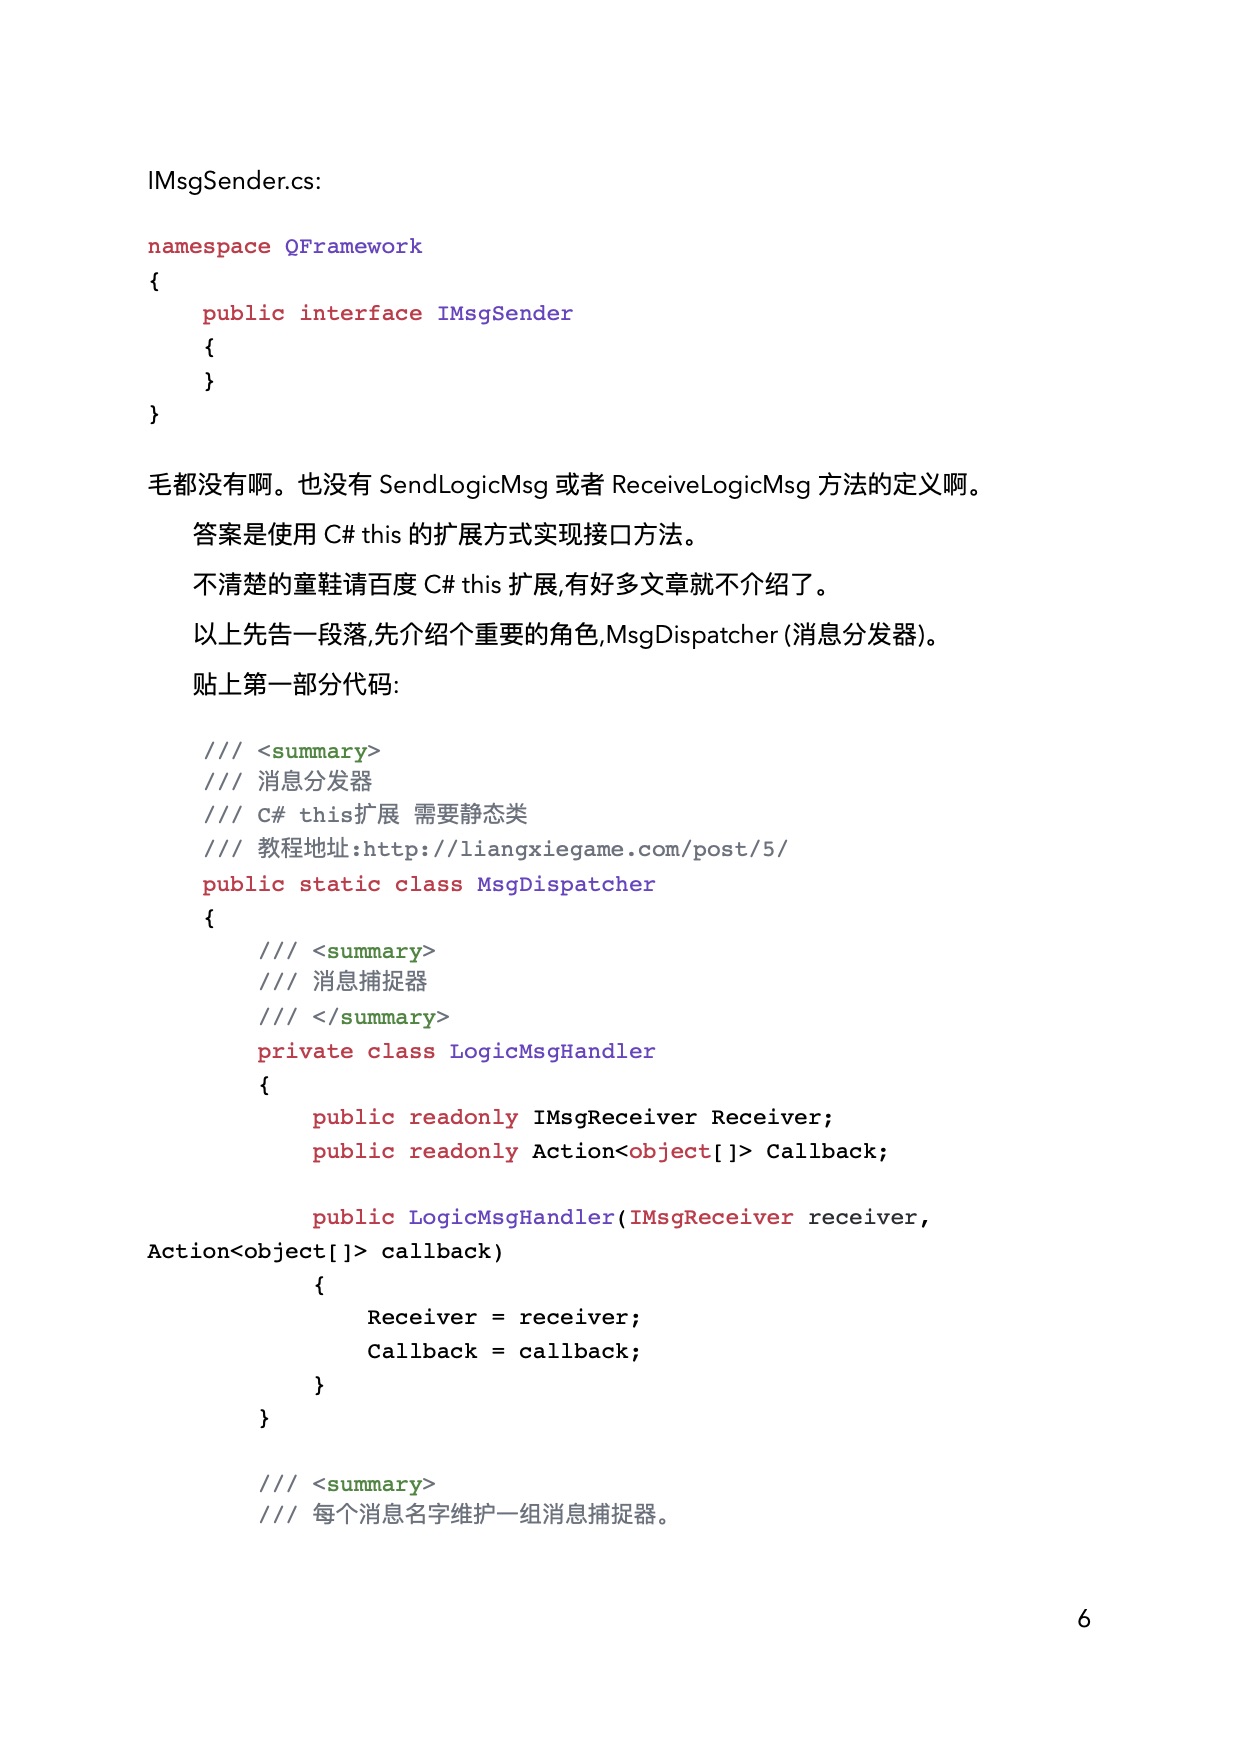 IMsgSender.cs:
namespace QFramework
{
    public interface IMsgSender
    {
    }
}
毛都没有啊。也没有 SendLogicMsg 或者 ReceiveLogicMsg 方法的定义啊。
答案是使用 C# this 的扩展方式实现接口方法。
不清楚的童鞋请百度 C# this 扩展,有好多文章就不介绍了。
以上先告一段落,先介绍个重要的角色,MsgDispatcher (消息分发器)。
贴上第一部分代码:
    /// <summary>
    /// 消息分发器
    /// C# this扩展 需要静态类
    /// 教程地址:http://liangxiegame.com/post/5/
    public static class MsgDispatcher
    {
        /// <summary>
        /// 消息捕捉器
        /// </summary>
        private class LogicMsgHandler
        {
            public readonly IMsgReceiver Receiver;
            public readonly Action<object[]> Callback;
            public LogicMsgHandler(IMsgReceiver receiver,
Action<object[]> callback)
            {
                Receiver = receiver;
                Callback = callback;
            }
        }
        /// <summary>
        /// 每个消息名字维护一组消息捕捉器。
6